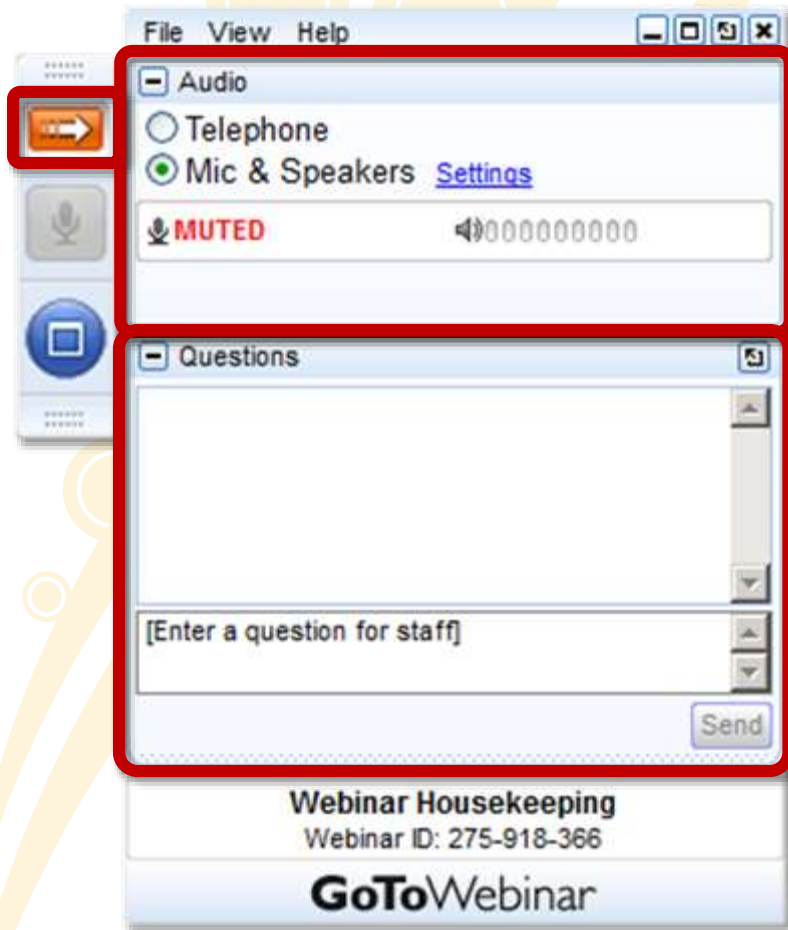 File View Help
Audio
Telephone
Mic & Speakers Settings
MUTED
Questions
[Enter a question for staff]
Send
Webinar Housekeeping
Webinar ID: 275-918-366
GoToWebinar